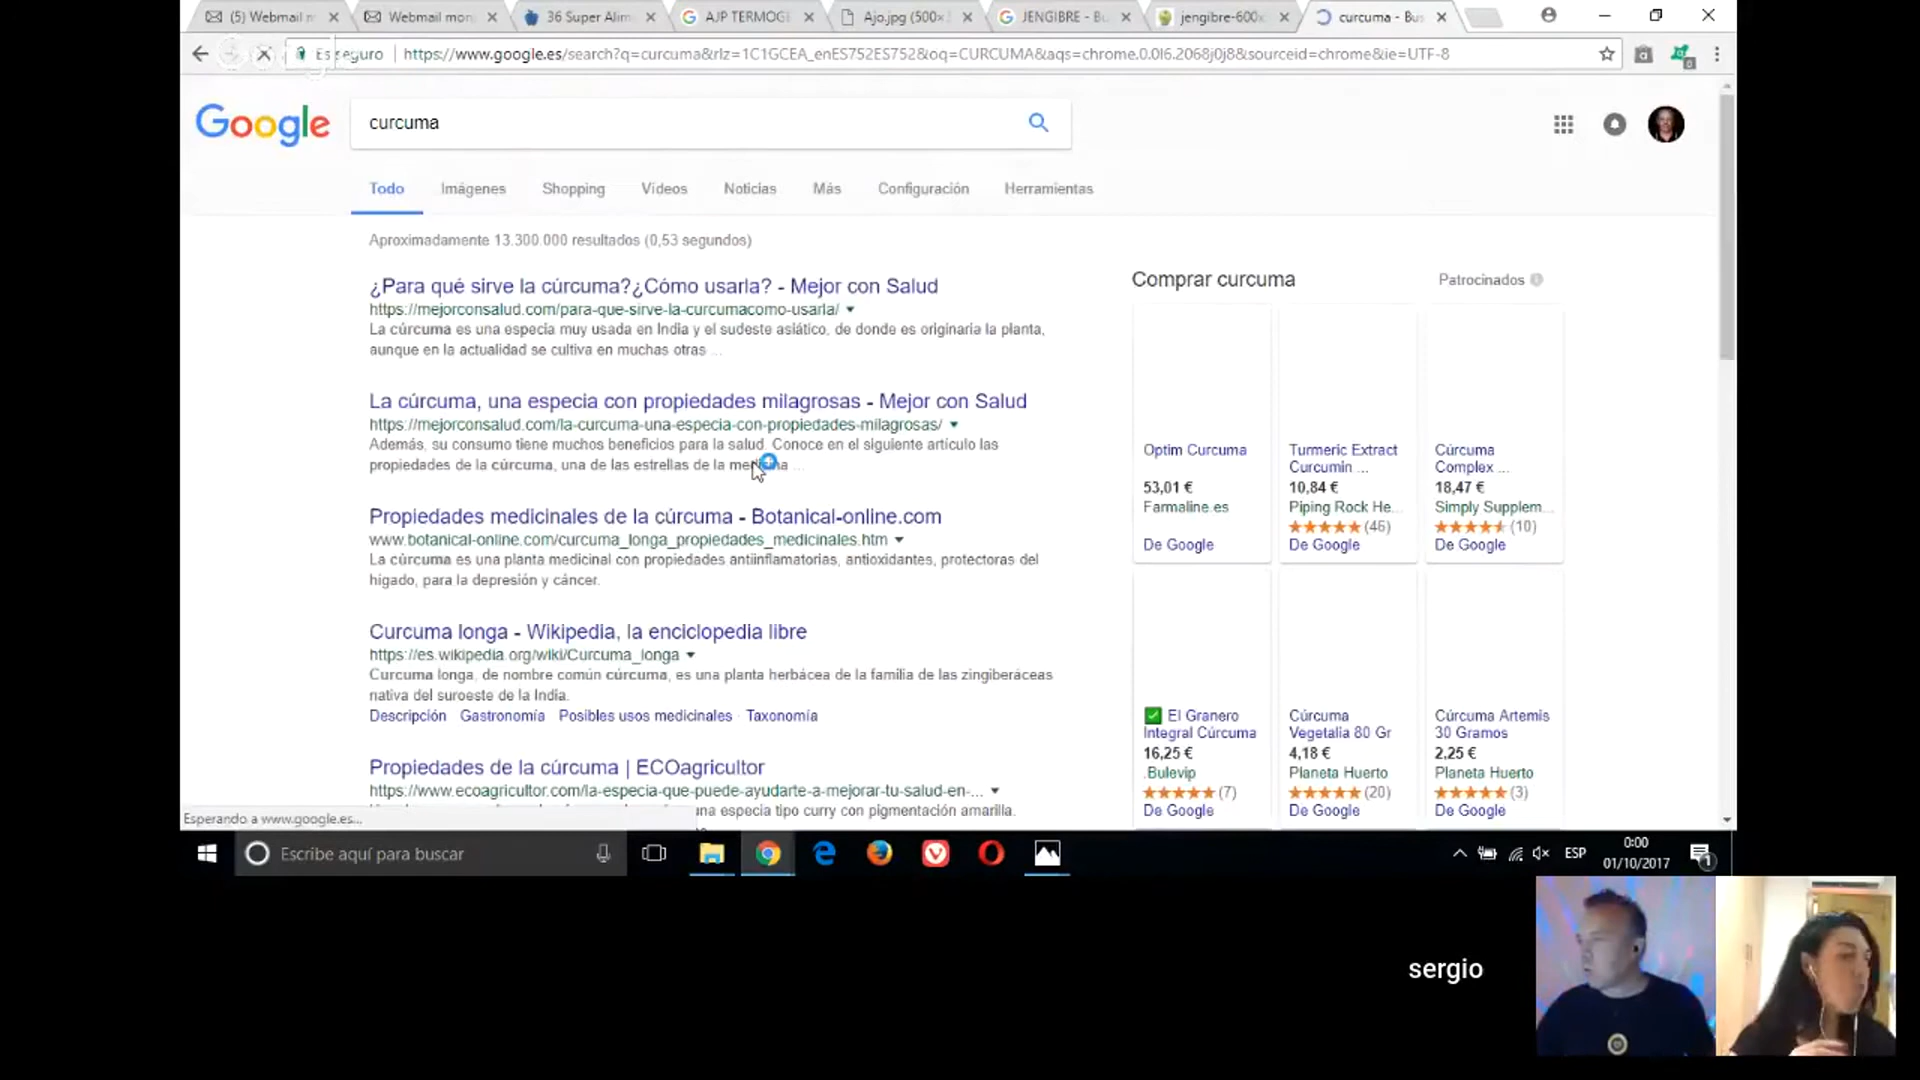 (5) Webmail m
Webmail mon
36 Super Alim
AJP TERMOGE
Ajo.jpg (500×
JENGIBRE - Bu
jengibre-600x
curcuma - Bus
Es seguro
https://www.google.es/search?q=curcuma&rlz=1C1GCEA_enES752ES752&oq=CURCUMA&aqs=chrome.0.0l6.2068j0j8&sourceid=chrome&ie=UTF-8
Google
curcuma
Todo
Imágenes
Shopping
Vídeos
Noticias
Más
Configuración
Herramientas
Aproximadamente 13.300.000 resultados (0,53 segundos)
¿Para qué sirve la cúrcuma?¿Cómo usarla? - Mejor con Salud
https://mejorconsalud.com/para-que-sirve-la-curcumacomo-usarla/
La cúrcuma es una especia muy usada en India y el sudeste asiático, de donde es originaria la planta,
aunque en la actualidad se cultiva en muchas otras ...
La cúrcuma, una especia con propiedades milagrosas - Mejor con Salud
https://mejorconsalud.com/la-curcuma-una-especia-con-propiedades-milagrosas/
Además, su consumo tiene muchos beneficios para la salud. Conoce en el siguiente artículo las
propiedades de la cúrcuma, una de las estrellas de la medicina ...
Propiedades medicinales de la cúrcuma - Botanical-online.com
www.botanical-online.com/curcuma_longa_propiedades_medicinales.htm
La cúrcuma es una planta medicinal con propiedades antiinflamatorias, antioxidantes, protectoras del
hígado, para la depresión y cáncer.
Curcuma longa - Wikipedia, la enciclopedia libre
https://es.wikipedia.org/wiki/Curcuma_longa
Curcuma longa, de nombre común cúrcuma, es una planta herbácea de la familia de las zingiberáceas
nativa del suroeste de la India.
Descripción Gastronomía Posibles usos medicinales Taxonomía
Propiedades de la cúrcuma | ECOagricultor
https://www.ecoagricultor.com/la-especia-que-puede-ayudarte-a-mejorar-tu-salud-en-...
una especia tipo curry con pigmentación amarilla.
Comprar curcuma
Patrocinados
Optim Curcuma
53,01 €
Farmaline.es
De Google
Turmeric Extract
Curcumin ...
10,84 €
Piping Rock He...
(46)
De Google
Cúrcuma
Complex ...
18,47 €
Simply Supplem...
(10)
De Google
El Granero
Integral Cúrcuma
16,25 €
.Bulevip
(7)
De Google
Cúrcuma
Vegetalia 80 Gr
4,18 €
Planeta Huerto
(20)
De Google
Cúrcuma Artemis
30 Gramos
2,25 €
Planeta Huerto
(3)
De Google
Esperando a www.google.es...
Escribe aquí para buscar
ESP
0:00
01/10/2017
1
sergio